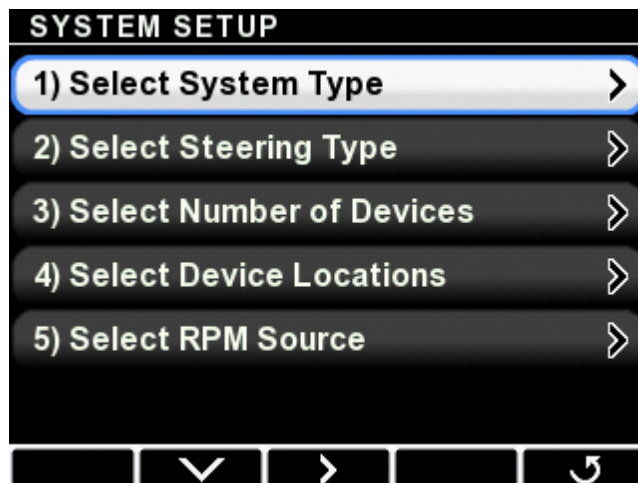 SYSTEM SETUP
1) Select System Type
2) Select Steering Type
3) Select Number of Devices
4) Select Device Locations
5) Select RPM Source